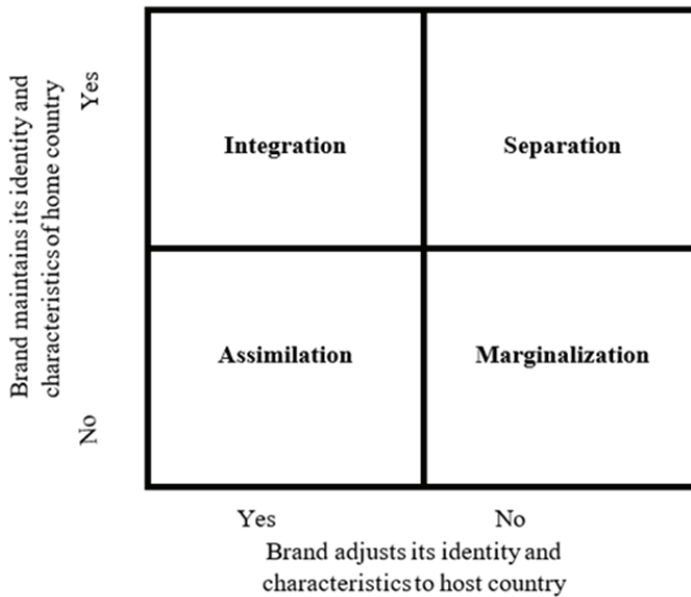 Brand maintains its identity and
characteristics of home country
Yes
No
Integration
Separation
Assimilation
Marginalization
Yes
No
Brand adjusts its identity and
characteristics to host country